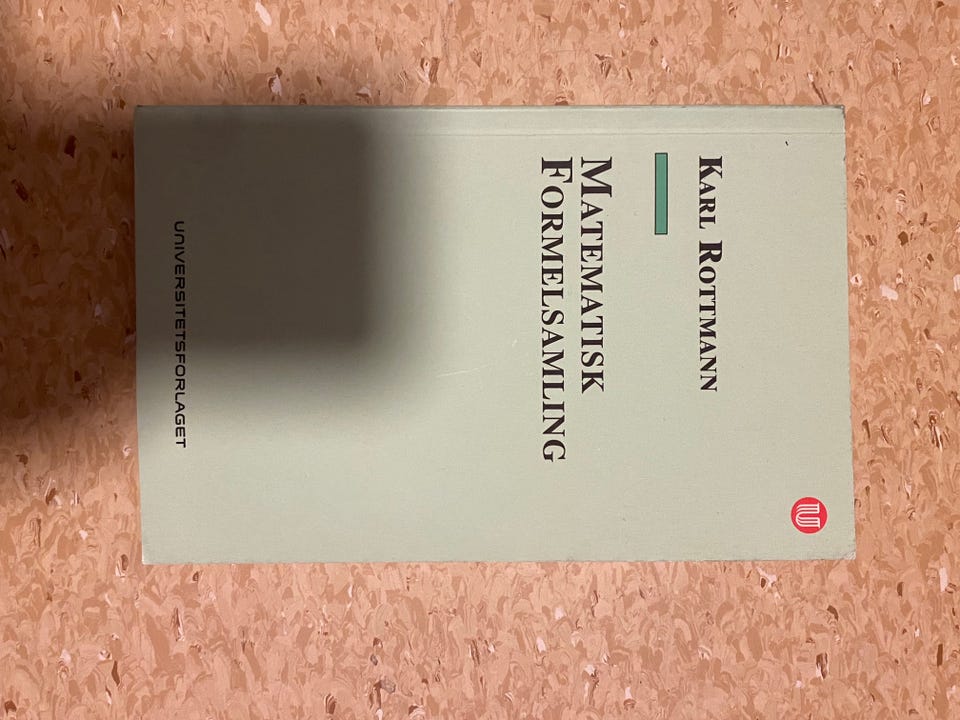 KARL ROTTMANN
MATEMATISK
FORMELSAMLING
UNIVERSITETSFORLAGET